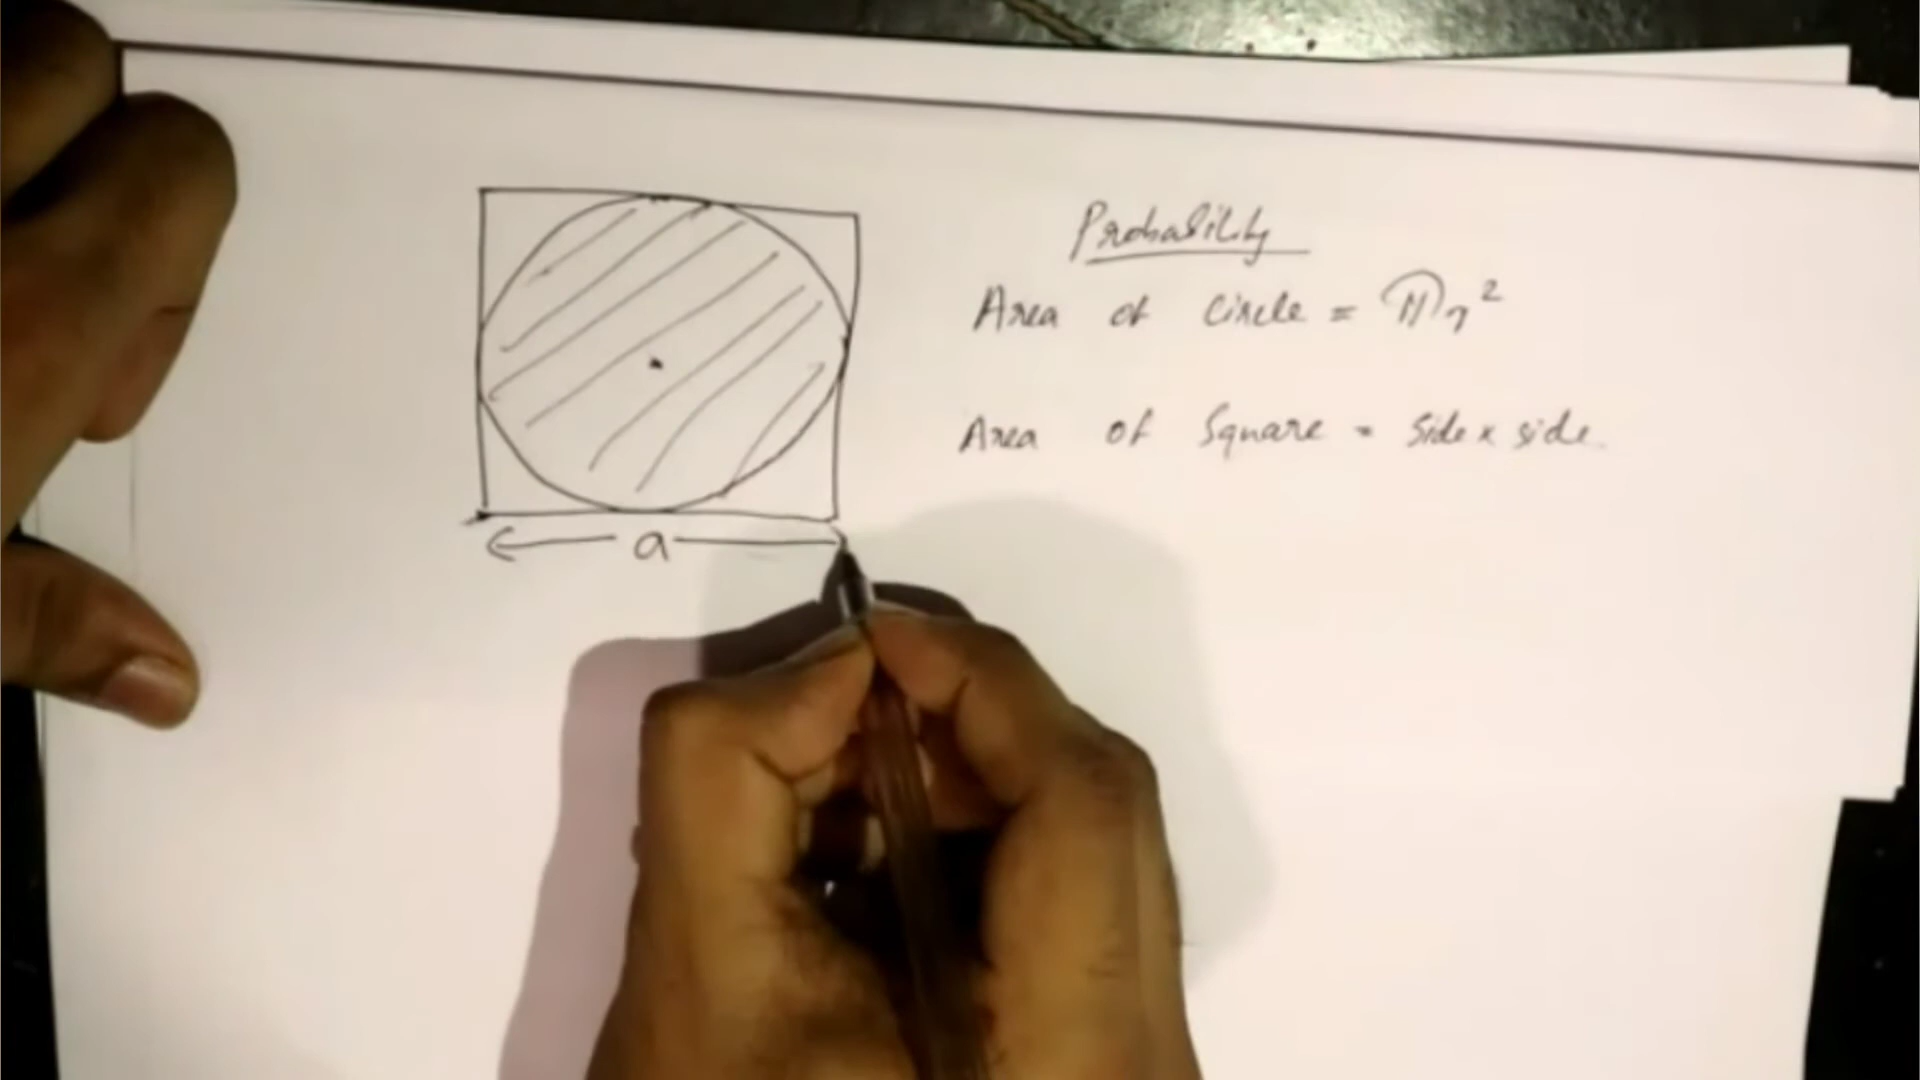 Probability
Area of Circle = πr²
Area of Square = Side x side.
a